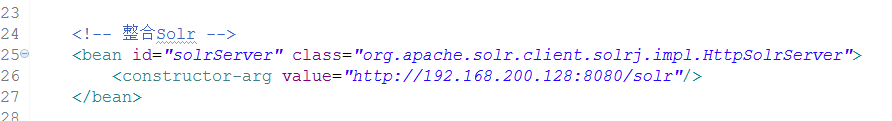 23
24 <!-- 整合Solr -->
25 <bean id="solrServer" class="org.apache.solr.client.solrj.impl.HttpSolrServer">
26 <constructor-arg value="http://192.168.200.128:8080/solr"/>
27 </bean>
28